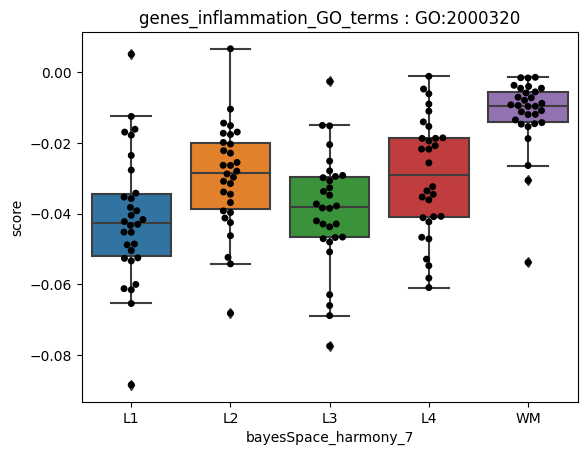 genes_inflammation_GO_terms : GO:2000320
score
0.00
−0.02
−0.04
−0.06
−0.08
L1 L2 L3 L4 WM
bayesSpace_harmony_7